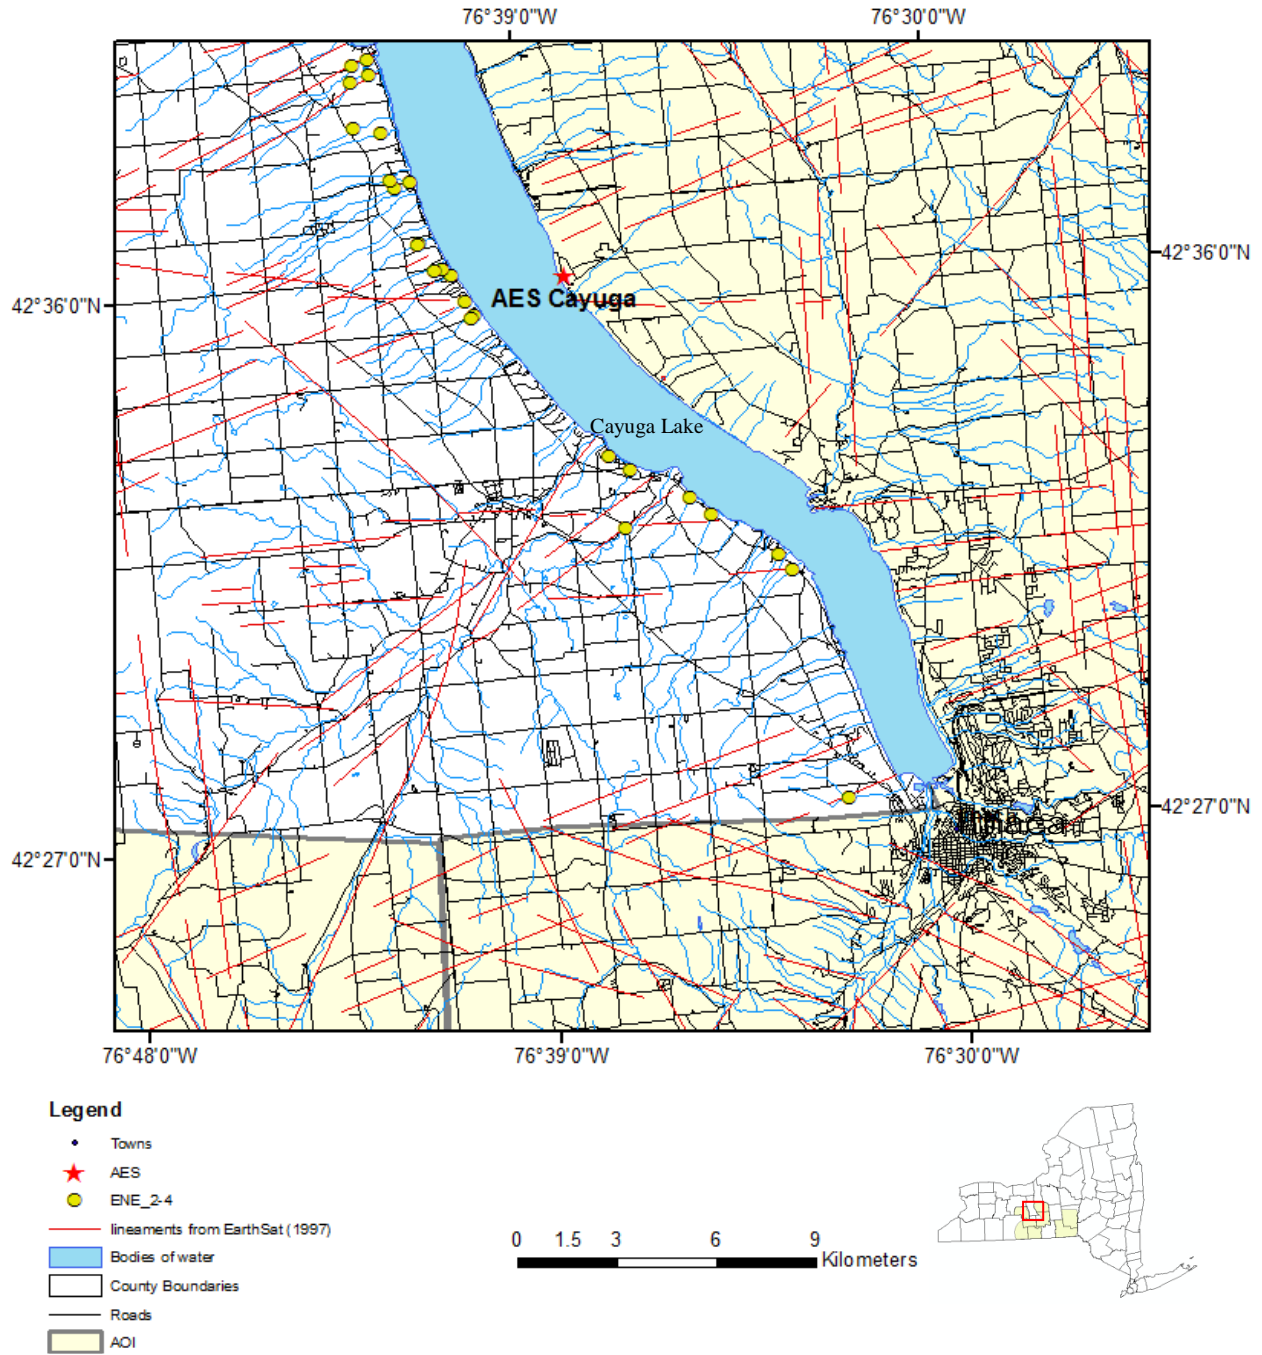 76°39'0"W 76°30'0"W
42°36'0"N
42°36'0"N
AES Cayuga
Cayuga Lake
42°27'0"N
Ithaca
42°27'0"N
76°48'0"W 76°39'0"W 76°30'0"W
Legend
Towns
AES
ENE_2-4
lineaments from EarthSat (1997)
Bodies of water
County Boundaries
Roads
AOI
0 1.5 3 6 9
Kilometers